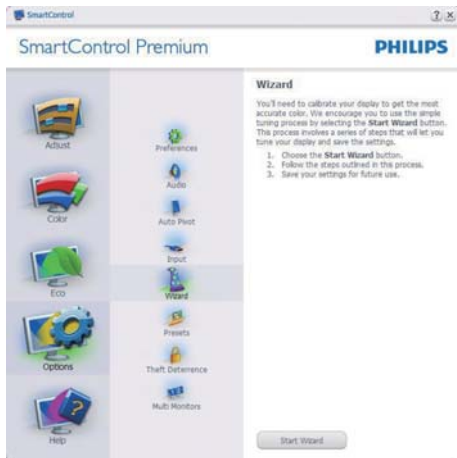 SmartControl
SmartControl Premium
PHILIPS
Adjust
Color
Eco
Options
Help
Preferences
Audio
Auto Pivot
Input
Wizard
Presets
Theft Deterrence
Multi Monitors
Wizard
You'll need to calibrate your display to get the most
accurate color. We encourage you to use the simple
tuning process by selecting the Start Wizard button.
This process involves a series of steps that will let you
tune your display and save the settings.
1. Choose the Start Wizard button.
2. Follow the steps outlined in this process.
3. Save your settings for future use.
Start Wizard